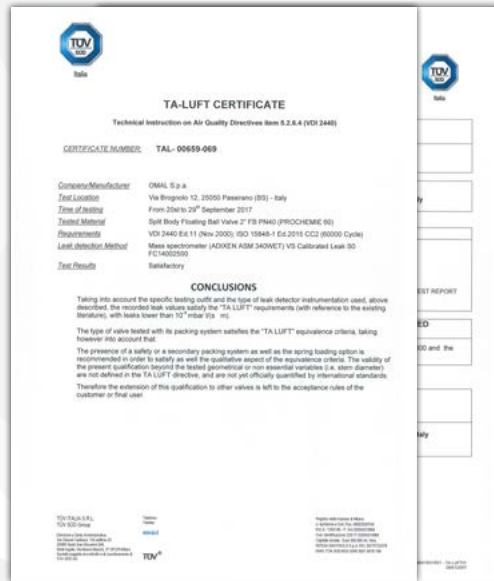 TÜV
SÜD
Italia
TA-LUFT CERTIFICATE
Technical Instruction on Air Quality Directives item 5.2.6.4 (VDI 2440)
CERTIFICATE NUMBER: TAL- 00659-069
Company/Manufacturer OMAL S.p.a.
Test Location Via Brognolo 12, 25050 Passirano (BS) - Italy
Time of testing From 20st to 29th September 2017
Tested Material Split Body Floating Ball Valve 2" FB PN40 (PROCHEMIE 60)
Requirements VDI 2440 Ed.11 (Nov.2000); ISO 15848-1 Ed.2015 CC2 (60000 Cycle)
Leak detection Method Mass spectrometer (ADIXEN ASM 340WET) VS Calibrated Leak S0
FC14002500
Test Results Satisfactory
CONCLUSIONS
Taking into account the specific testing outfit and the type of leak detector instrumentation used, above
described, the recorded leak values satisfy the "TA LUFT" requirements (with reference to the existing
literature), with leaks lower than
The type of valve tested with its packing system satisfies the "TA LUFT" equivalence criteria, taking
however into account that:
The presence of a safety or a secondary packing system as well as the spring loading option is
recommended in order to satisfy as well the qualitative aspect of the equivalence criteria. The validity of
the present qualification beyond the tested geometrical or non essential variables (i.e. stem diameter)
are not defined in the TA LUFT directive, and are not yet officially quantified by international standards.
Therefore the extension of this qualification to other valves is left to the acceptance rules of the
customer or final user
TÜV ITALIA S.R.L.
TÜV SÜD Group
TÜV®
TÜV
SÜD
Italia
EST REPORT
ED
and the